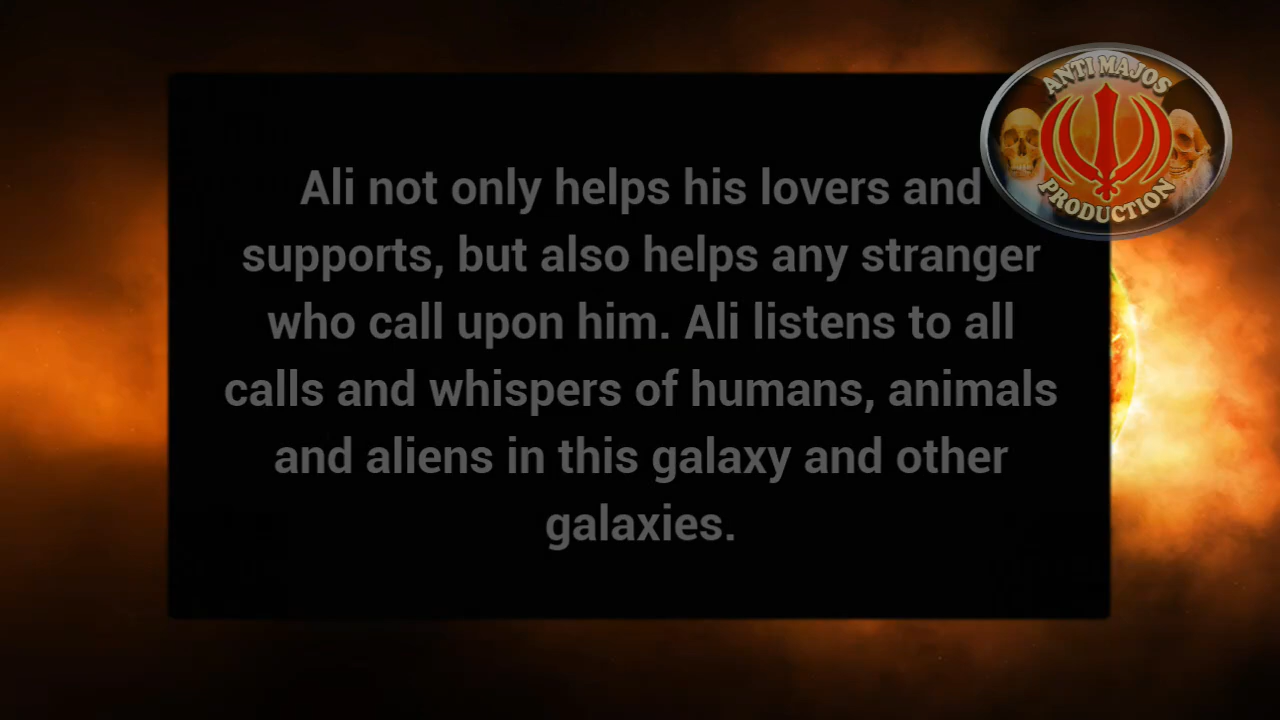 ANTI MAJOS
PRODUCTION
Ali not only helps his lovers and
supports, but also helps any stranger
who call upon him. Ali listens to all
calls and whispers of humans, animals
and aliens in this galaxy and other
galaxies.